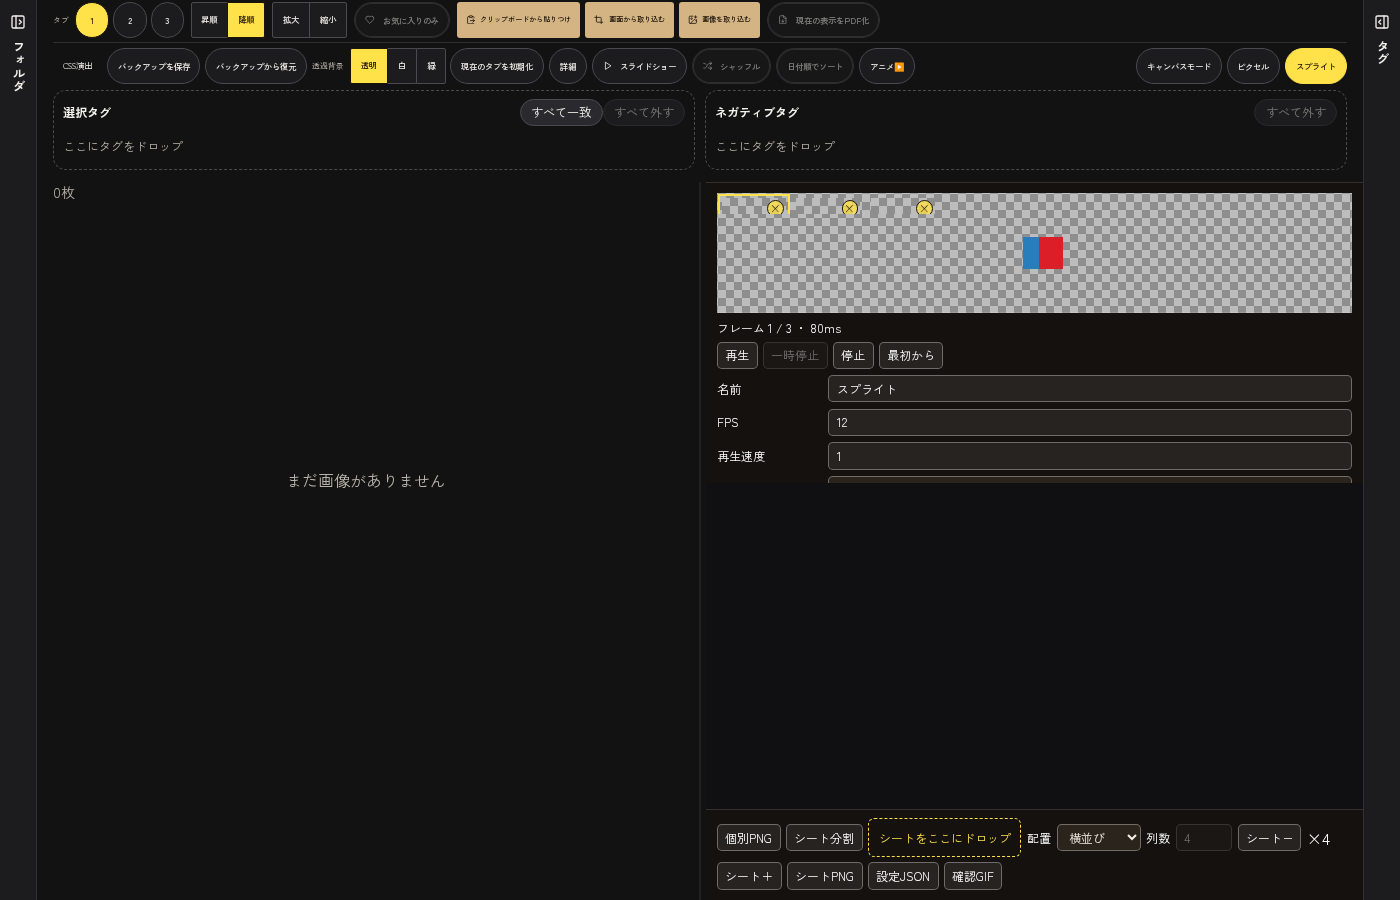 タブ 1 2 3 昇順 降順 拡大 縮小 お気に入りのみ クリップボードから貼りつけ 画面から取り込む 画像を取り込む 現在の表示をPDF化
CSS演出 バックアップを保存 バックアップから復元 透過背景 透明 白 緑 現在のタブを初期化 詳細 スライドショー シャッフル 日付順でソート アニメ▶️ キャンバスモード ピクセル スプライト
フォルダ
タグ
選択タグ すべて一致 すべて外す
ここにタグをドロップ
ネガティブタグ すべて外す
ここにタグをドロップ
0枚
まだ画像がありません
フレーム 1 / 3 ・ 80ms
再生 一時停止 停止 最初から
名前 スプライト
FPS 12
再生速度 1
個別PNG シート分割 シートをここにドロップ 配置 横並び 列数 4 シート− ×4
シート＋ シートPNG 設定JSON 確認GIF